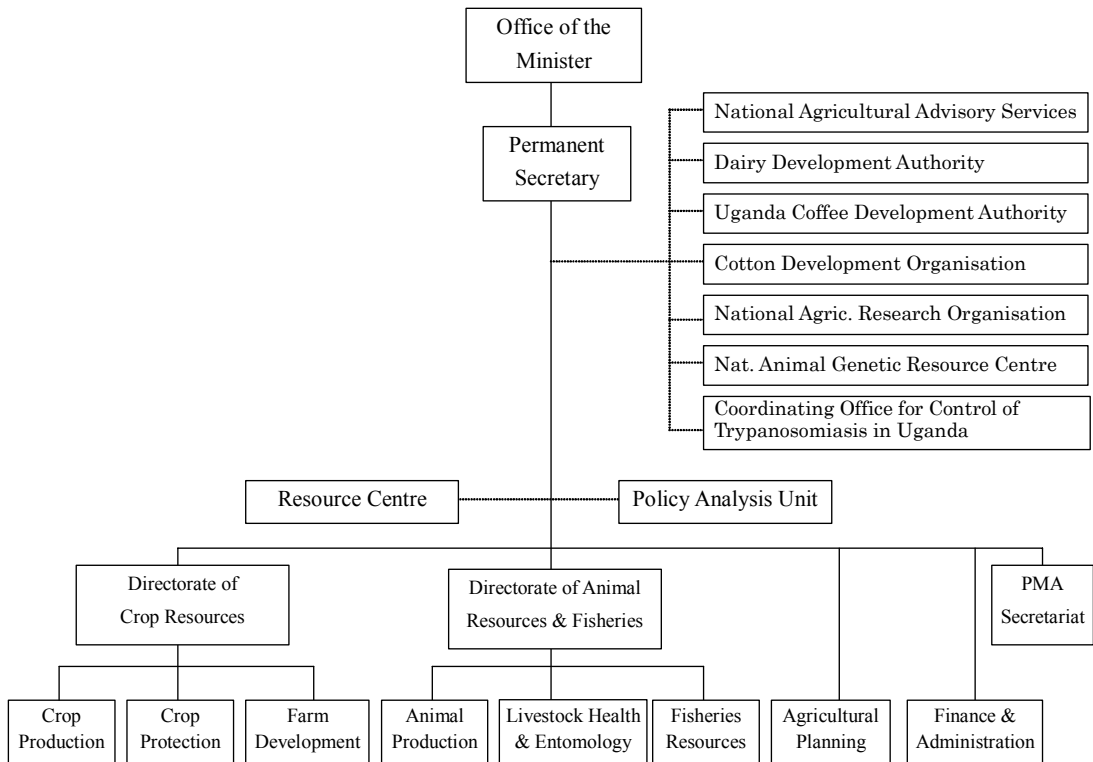 Office of the
Minister
Permanent
Secretary
National Agricultural Advisory Services
Dairy Development Authority
Uganda Coffee Development Authority
Cotton Development Organisation
National Agric. Research Organisation
Nat. Animal Genetic Resource Centre
Coordinating Office for Control of
Trypanosomiasis in Uganda
Resource Centre
Policy Analysis Unit
Directorate of
Crop Resources
Directorate of Animal
Resources & Fisheries
PMA
Secretariat
Crop
Production
Crop
Protection
Farm
Development
Animal
Production
Livestock Health
& Entomology
Fisheries
Resources
Agricultural
Planning
Finance &
Administration